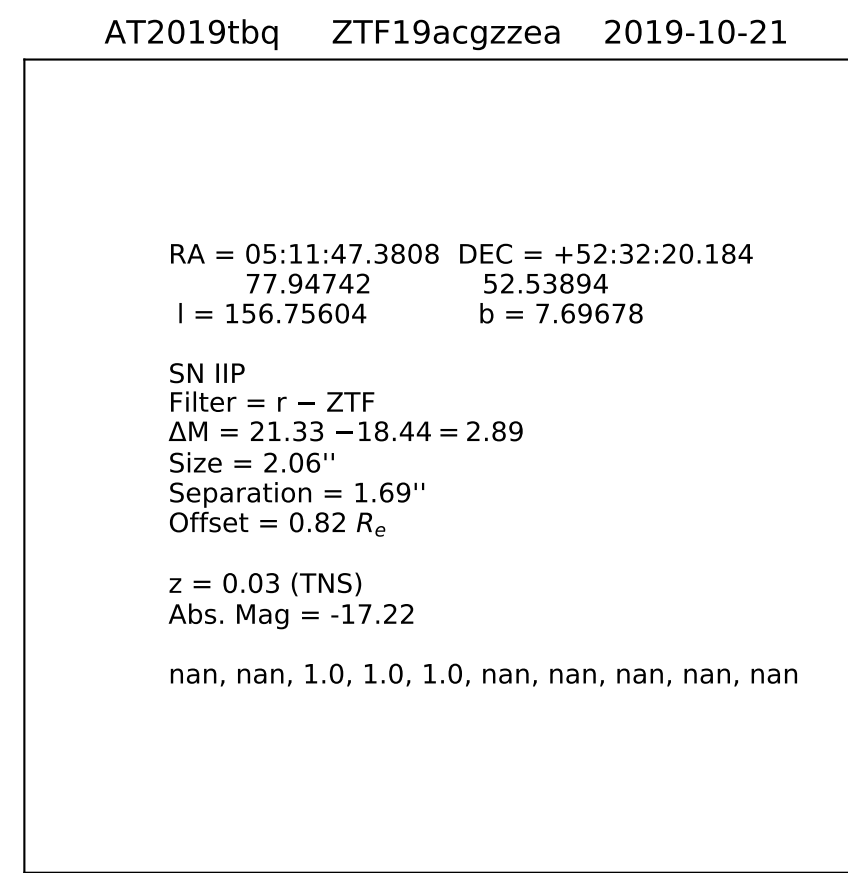 AT2019tbq ZTF19acgzzea 2019-10-21
RA = 05:11:47.3808 DEC = +52:32:20.184
77.94742 52.53894
l = 156.75604 b = 7.69678
SN IIP
Filter = r − ZTF
ΔM = 21.33 −18.44 = 2.89
Size = 2.06''
Separation = 1.69''
Offset = 0.82 Rₑ
z = 0.03 (TNS)
Abs. Mag = -17.22
nan, nan, 1.0, 1.0, 1.0, nan, nan, nan, nan, nan